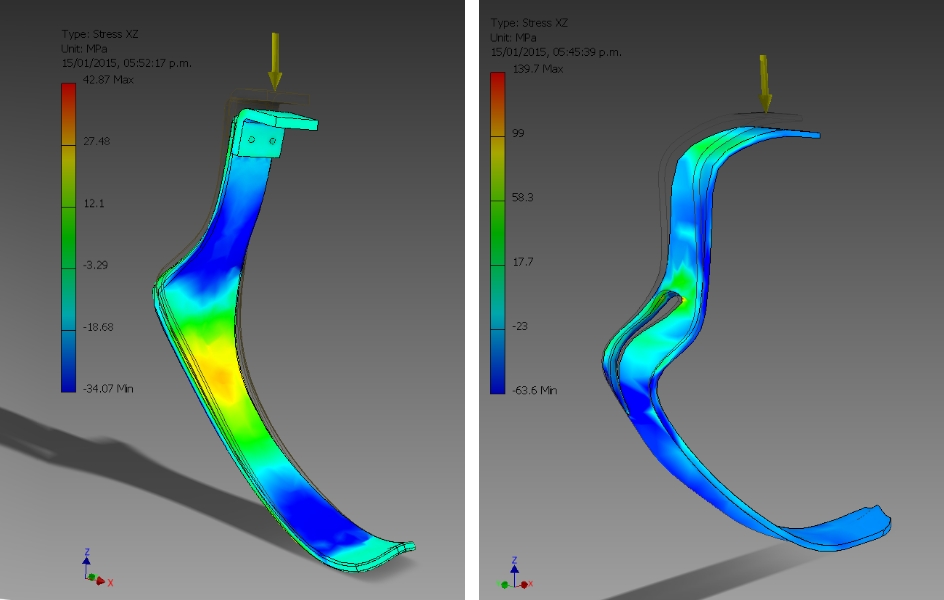 Type: Stress XZ
Unit: MPa
15/01/2015, 05:52:17 p.m.
42.87 Max
27.48
12.1
-3.29
-18.68
-34.07 Min
Z
X
Type: Stress XZ
Unit: MPa
15/01/2015, 05:45:39 p.m.
139.7 Max
99
58.3
17.7
-23
-63.6 Min
Z
X